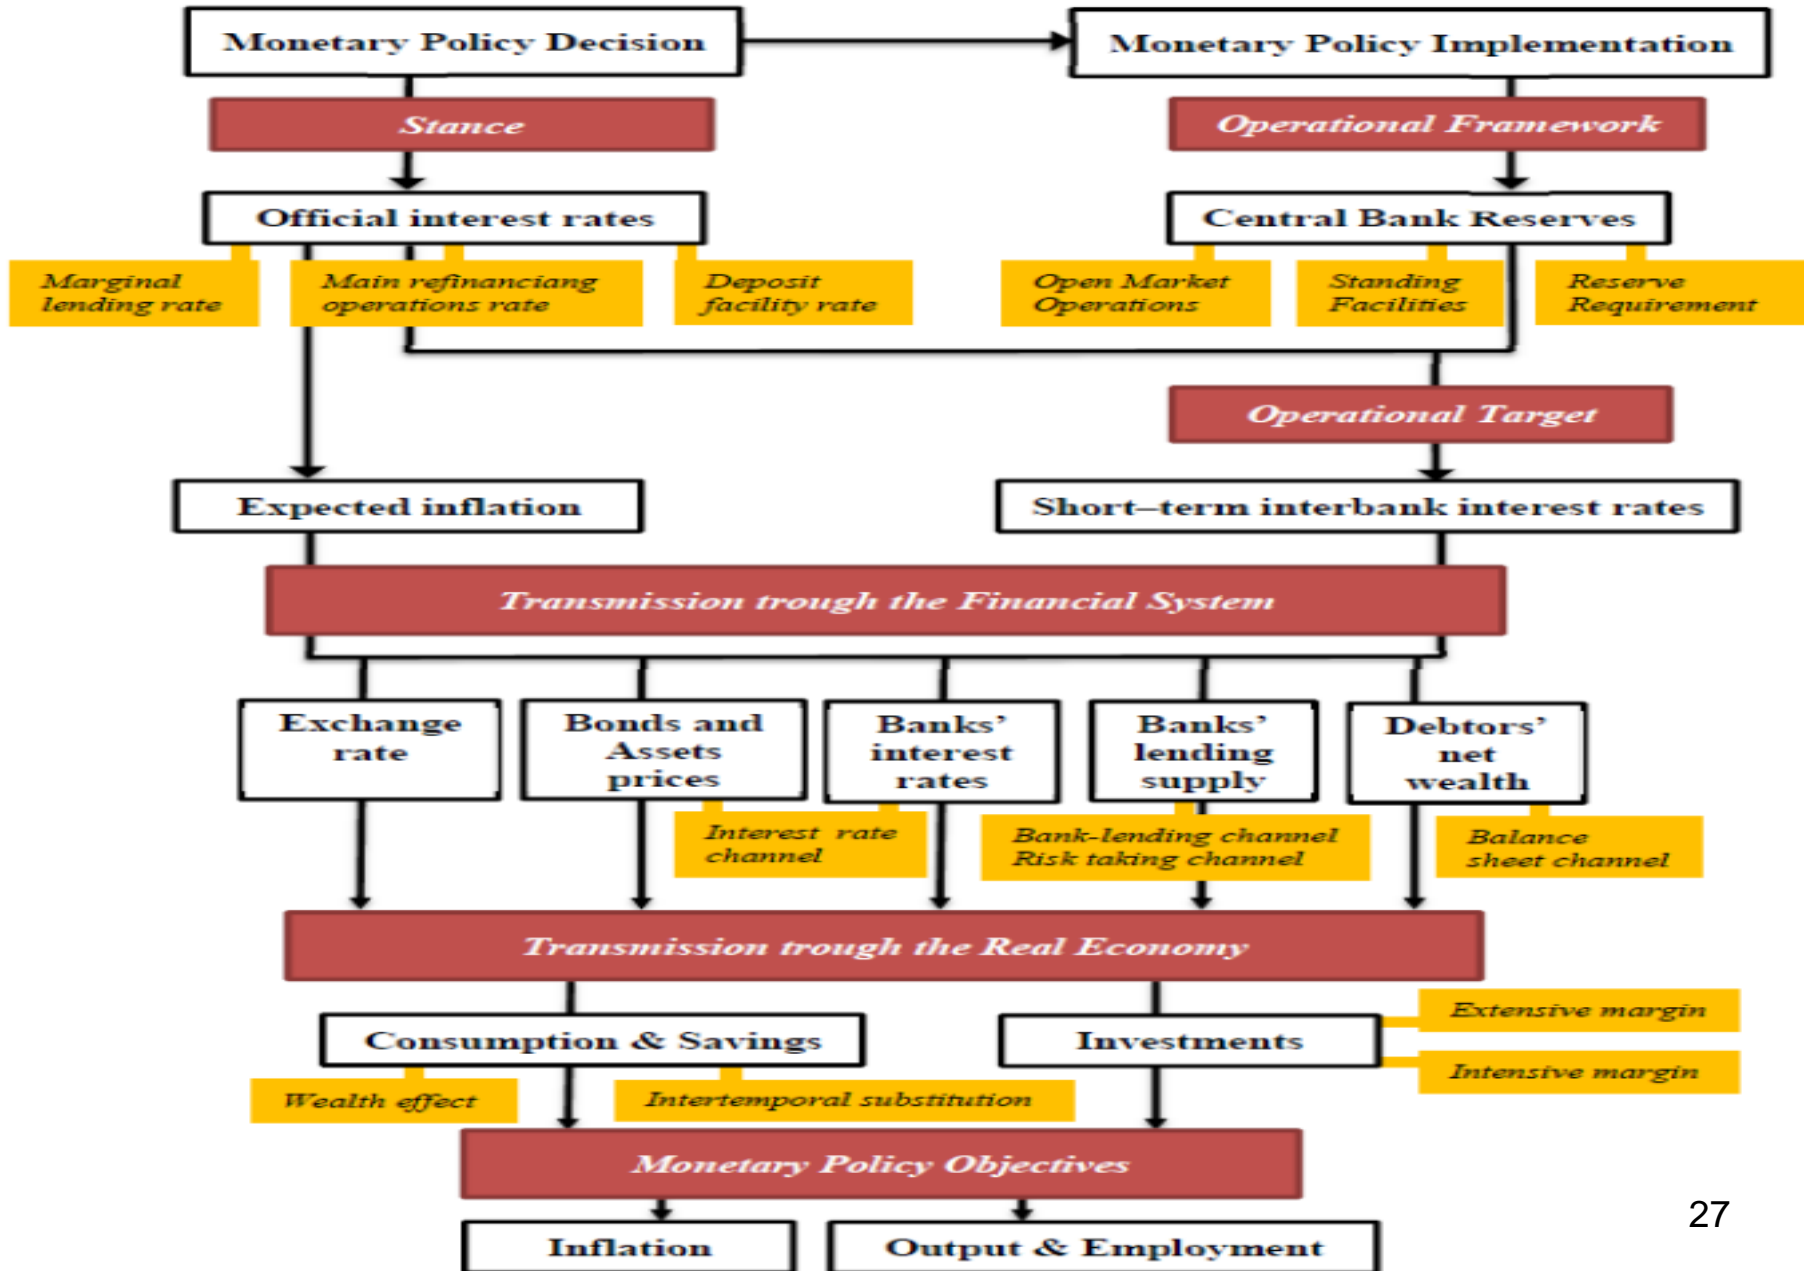 Monetary Policy Decision
Monetary Policy Implementation
Stance
Operational Framework
Official interest rates
Central Bank Reserves
Marginal
lending rate
Main refinanciang
operations rate
Deposit
facility rate
Open Market
Operations
Standing
Facilities
Reserve
Requirement
Operational Target
Expected inflation
Short–term interbank interest rates
Transmission trough the Financial System
Exchange
rate
Bonds and
Assets
prices
Banks’
interest
rates
Banks’
lending
supply
Debtors’
net
wealth
Interest rate
channel
Bank-lending channel
Risk taking channel
Balance
sheet channel
Transmission trough the Real Economy
Consumption & Savings
Investments
Extensive margin
Intensive margin
Wealth effect
Intertemporal substitution
Monetary Policy Objectives
Inflation
Output & Employment
27